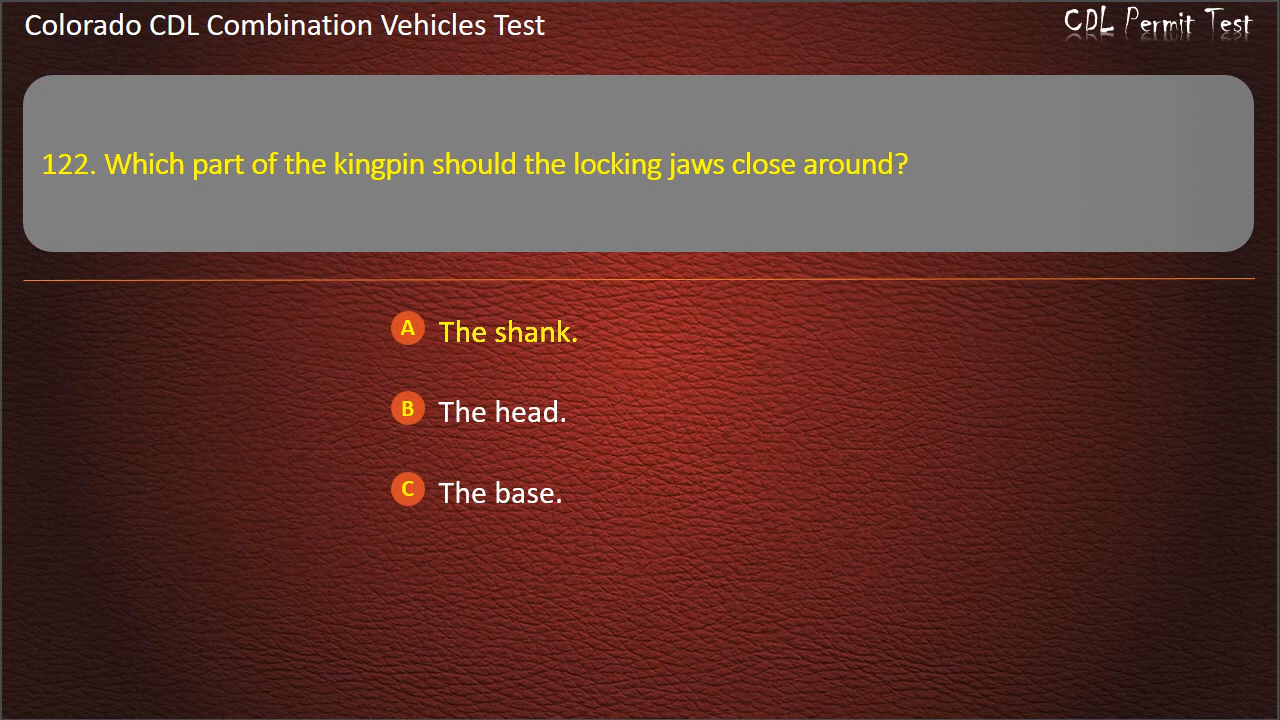 Colorado CDL Combination Vehicles Test
CDL Permit Test
122. Which part of the kingpin should the locking jaws close around?
A The shank.
B The head.
C The base.